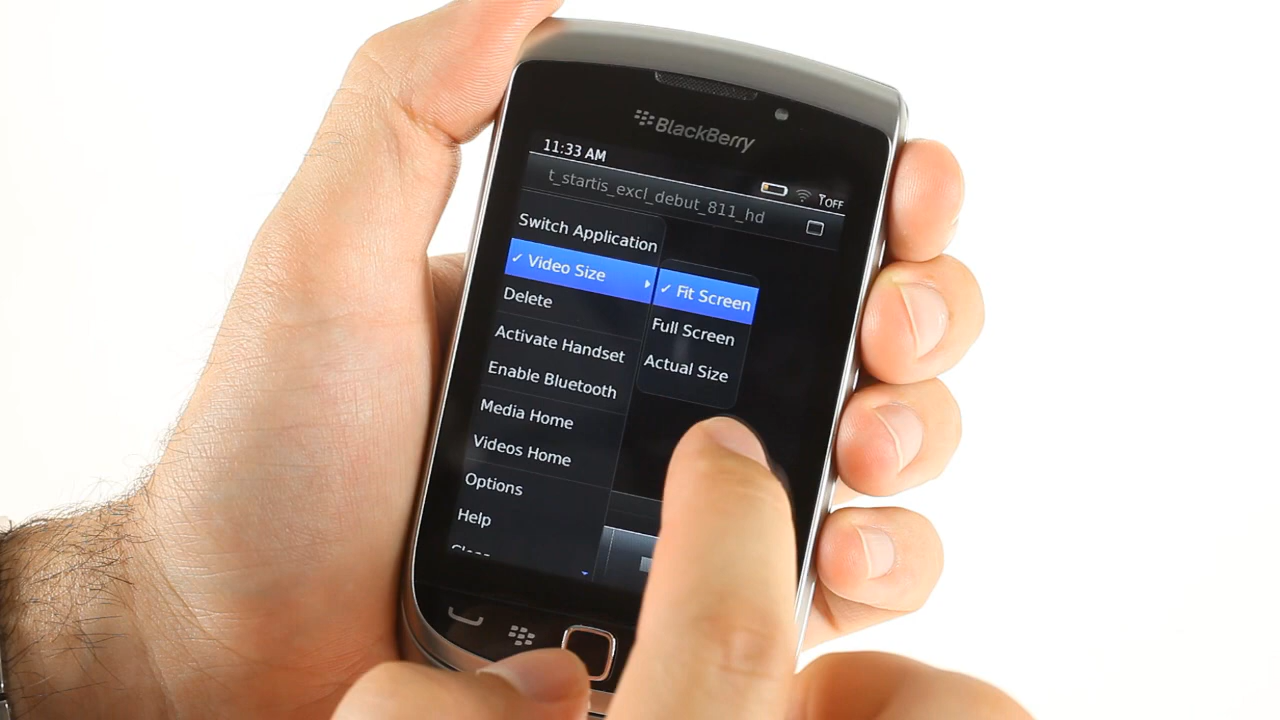 BlackBerry
11:33 AM
OFF
t_startis_excl_debut_811_hd
Switch Application
✓ Video Size
✓ Fit Screen
Full Screen
Actual Size
Delete
Activate Handset
Enable Bluetooth
Media Home
Videos Home
Options
Help